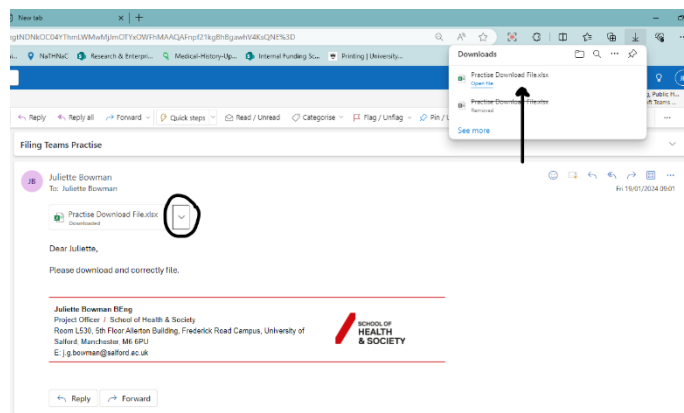 New tab
NaTHNaC
Research & Enterpri...
Medical-History-Up...
Internal Funding Sc...
Printing | University...
Downloads
Practise Download File.xlsx
Open file
Practise Download File.xlsx
Removed
See more
Reply
Reply all
Forward
Quick steps
Read / Unread
Categorise
Flag / Unflag
Filing Teams Practise
JB
Juliette Bowman
To: Juliette Bowman
Fri 19/01/2024 09:01
Practise Download File.xlsx
Downloaded
Dear Juliette,
Please download and correctly file.
Juliette Bowman BEng
Project Officer / School of Health & Society
Room L530, 5th Floor Allerton Building, Frederick Road Campus, University of
Salford, Manchester, M6 6PU
E: j.g.bowman@salford.ac.uk
SCHOOL OF
HEALTH
& SOCIETY
Reply
Forward